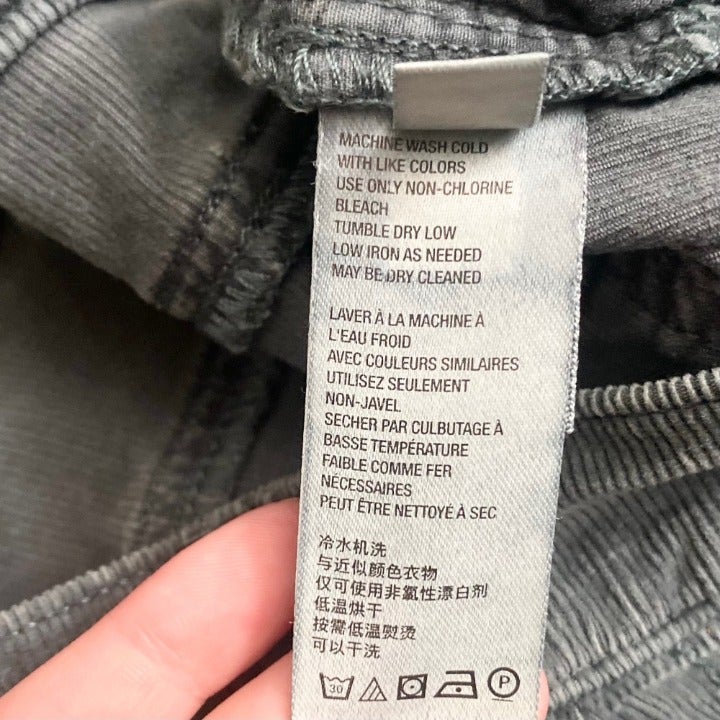 MACHINE WASH COLD
WITH LIKE COLORS
USE ONLY NON-CHLORINE
BLEACH
TUMBLE DRY LOW
LOW IRON AS NEEDED
MAY BE DRY CLEANED
LAVER À LA MACHINE À
L'EAU FROID
AVEC COULEURS SIMILAIRES
UTILISEZ SEULEMENT
NON-JAVEL
SECHER PAR CULBUTAGE À
BASSE TEMPÉRATURE
FAIBLE COMME FER
NÉCESSAIRES
PEUT ÊTRE NETTOYÉ À SEC
冷水机洗
与近似颜色衣物
仅可使用非氯性漂白剂
低温烘干
按需低温熨烫
可以干洗
30 P